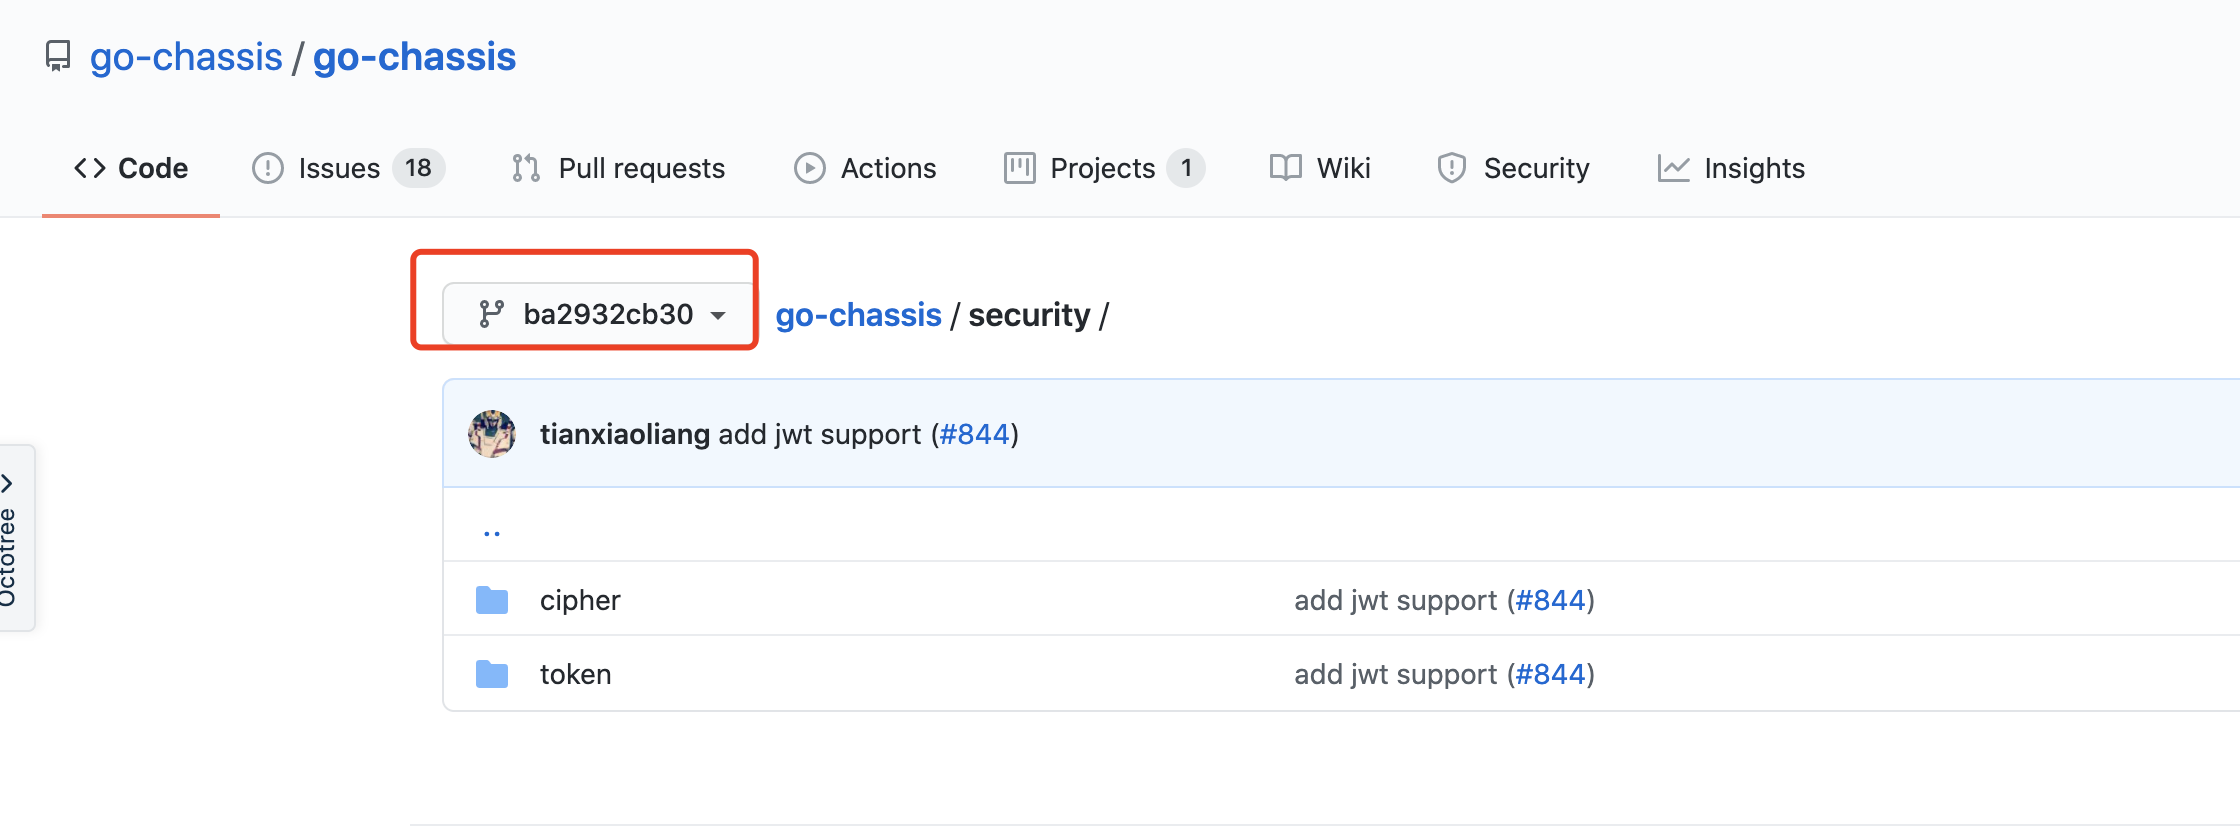 go-chassis / go-chassis
Code Issues 18 Pull requests Actions Projects 1 Wiki Security Insights
ba2932cb30 go-chassis / security /
tianxiaoliang add jwt support (#844)
..
Octotree
cipher add jwt support (#844)
token add jwt support (#844)